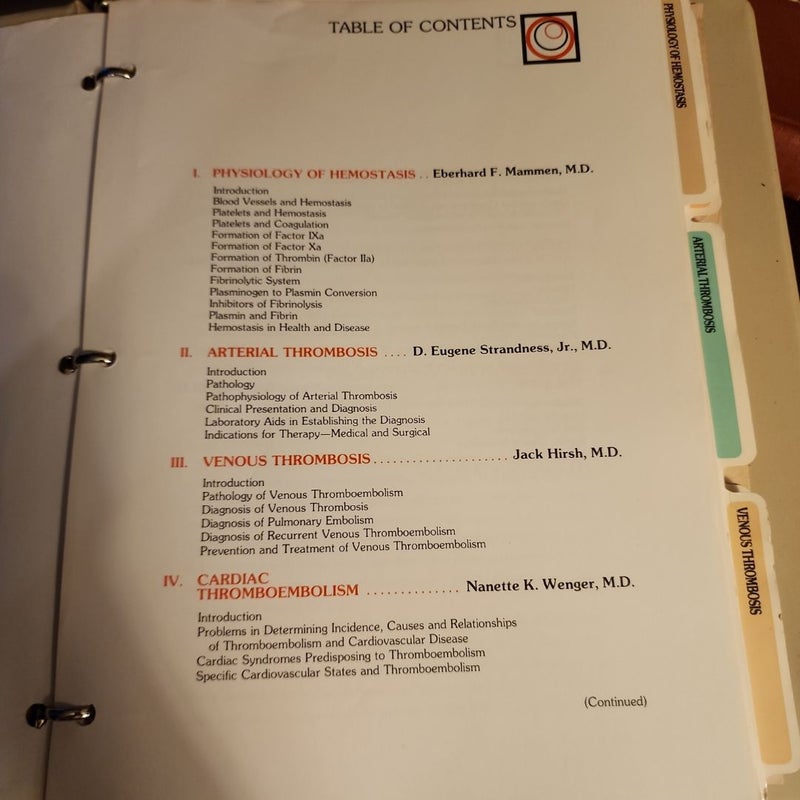 TABLE OF CONTENTS
I. PHYSIOLOGY OF HEMOSTASIS .. Eberhard F. Mammen, M.D.
Introduction
Blood Vessels and Hemostasis
Platelets and Hemostasis
Platelets and Coagulation
Formation of Factor IXa
Formation of Factor Xa
Formation of Thrombin (Factor IIa)
Formation of Fibrin
Fibrinolytic System
Plasminogen to Plasmin Conversion
Inhibitors of Fibrinolysis
Plasmin and Fibrin
Hemostasis in Health and Disease
II. ARTERIAL THROMBOSIS .... D. Eugene Strandness, Jr., M.D.
Introduction
Pathology
Pathophysiology of Arterial Thrombosis
Clinical Presentation and Diagnosis
Laboratory Aids in Establishing the Diagnosis
Indications for Therapy—Medical and Surgical
III. VENOUS THROMBOSIS..................... Jack Hirsh, M.D.
Introduction
Pathology of Venous Thromboembolism
Diagnosis of Venous Thrombosis
Diagnosis of Pulmonary Embolism
Diagnosis of Recurrent Venous Thromboembolism
Prevention and Treatment of Venous Thromboembolism
IV. CARDIAC
THROMBOEMBOLISM .............. Nanette K. Wenger, M.D.
Introduction
Problems in Determining Incidence, Causes and Relationships
of Thromboembolism and Cardiovascular Disease
Cardiac Syndromes Predisposing to Thromboembolism
Specific Cardiovascular States and Thromboembolism
(Continued)
PHYSIOLOGY OF HEMOSTASIS
ARTERIAL THROMBOSIS
VENOUS THROMBOSIS